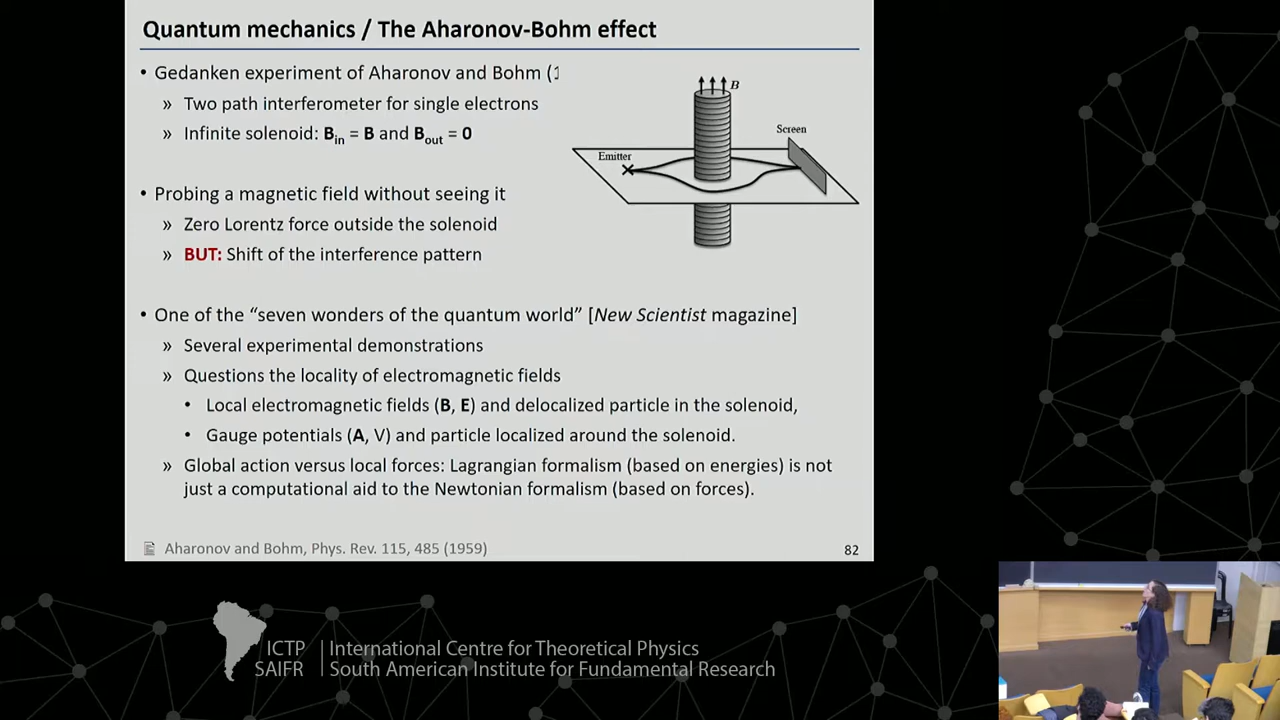 Quantum mechanics / The Aharonov-Bohm effect
• Gedanken experiment of Aharonov and Bohm (1
» Two path interferometer for single electrons
» Infinite solenoid: B_in = B and B_out = 0
B
Screen
Emitter
• Probing a magnetic field without seeing it
» Zero Lorentz force outside the solenoid
» BUT: Shift of the interference pattern
• One of the “seven wonders of the quantum world” [New Scientist magazine]
» Several experimental demonstrations
» Questions the locality of electromagnetic fields
• Local electromagnetic fields (B, E) and delocalized particle in the solenoid,
• Gauge potentials (A, V) and particle localized around the solenoid.
» Global action versus local forces: Lagrangian formalism (based on energies) is not
just a computational aid to the Newtonian formalism (based on forces).
Aharonov and Bohm, Phys. Rev. 115, 485 (1959)
82
ICTP
SAIFR
International Centre for Theoretical Physics
South American Institute for Fundamental Research